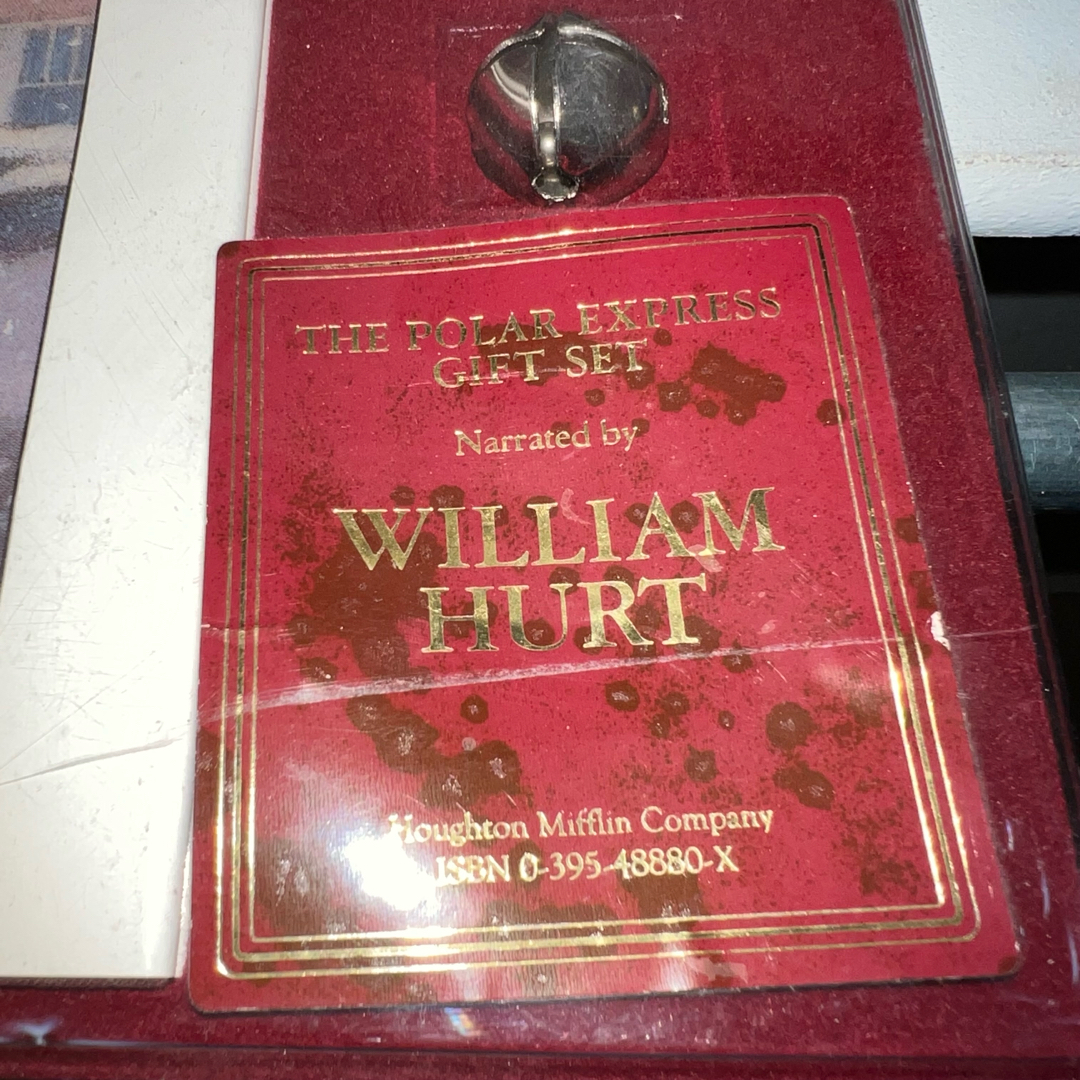 THE POLAR EXPRESS
GIFT SET
Narrated by
WILLIAM
HURT
Houghton Mifflin Company
ISBN 0-395-48880-X